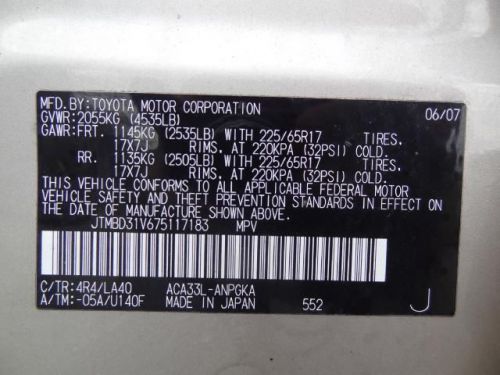 MFD.BY:TOYOTA MOTOR CORPORATION 06/07
GVWR:2055KG (4535LB)
GAWR:FRT. 1145KG (2535LB) WITH 225/65R17 TIRES.
17X7J RIMS. AT 220KPA (32PSI) COLD.
RR. 1135KG (2505LB) WITH 225/65R17 TIRES.
17X7J RIMS. AT 220KPA (32PSI) COLD.
THIS VEHICLE CONFORMS TO ALL APPLICABLE FEDERAL MOTOR
VEHICLE SAFETY AND THEFT PREVENTION STANDARDS IN EFFECT
ON THE DATE OF MANUFACTURE SHOWN ABOVE.
JTMBD31V675117183 MPV
C/TR:4R4/LA40 ACA33L-ANPGKA
A/TM:-05A/U140F MADE IN JAPAN 552 J